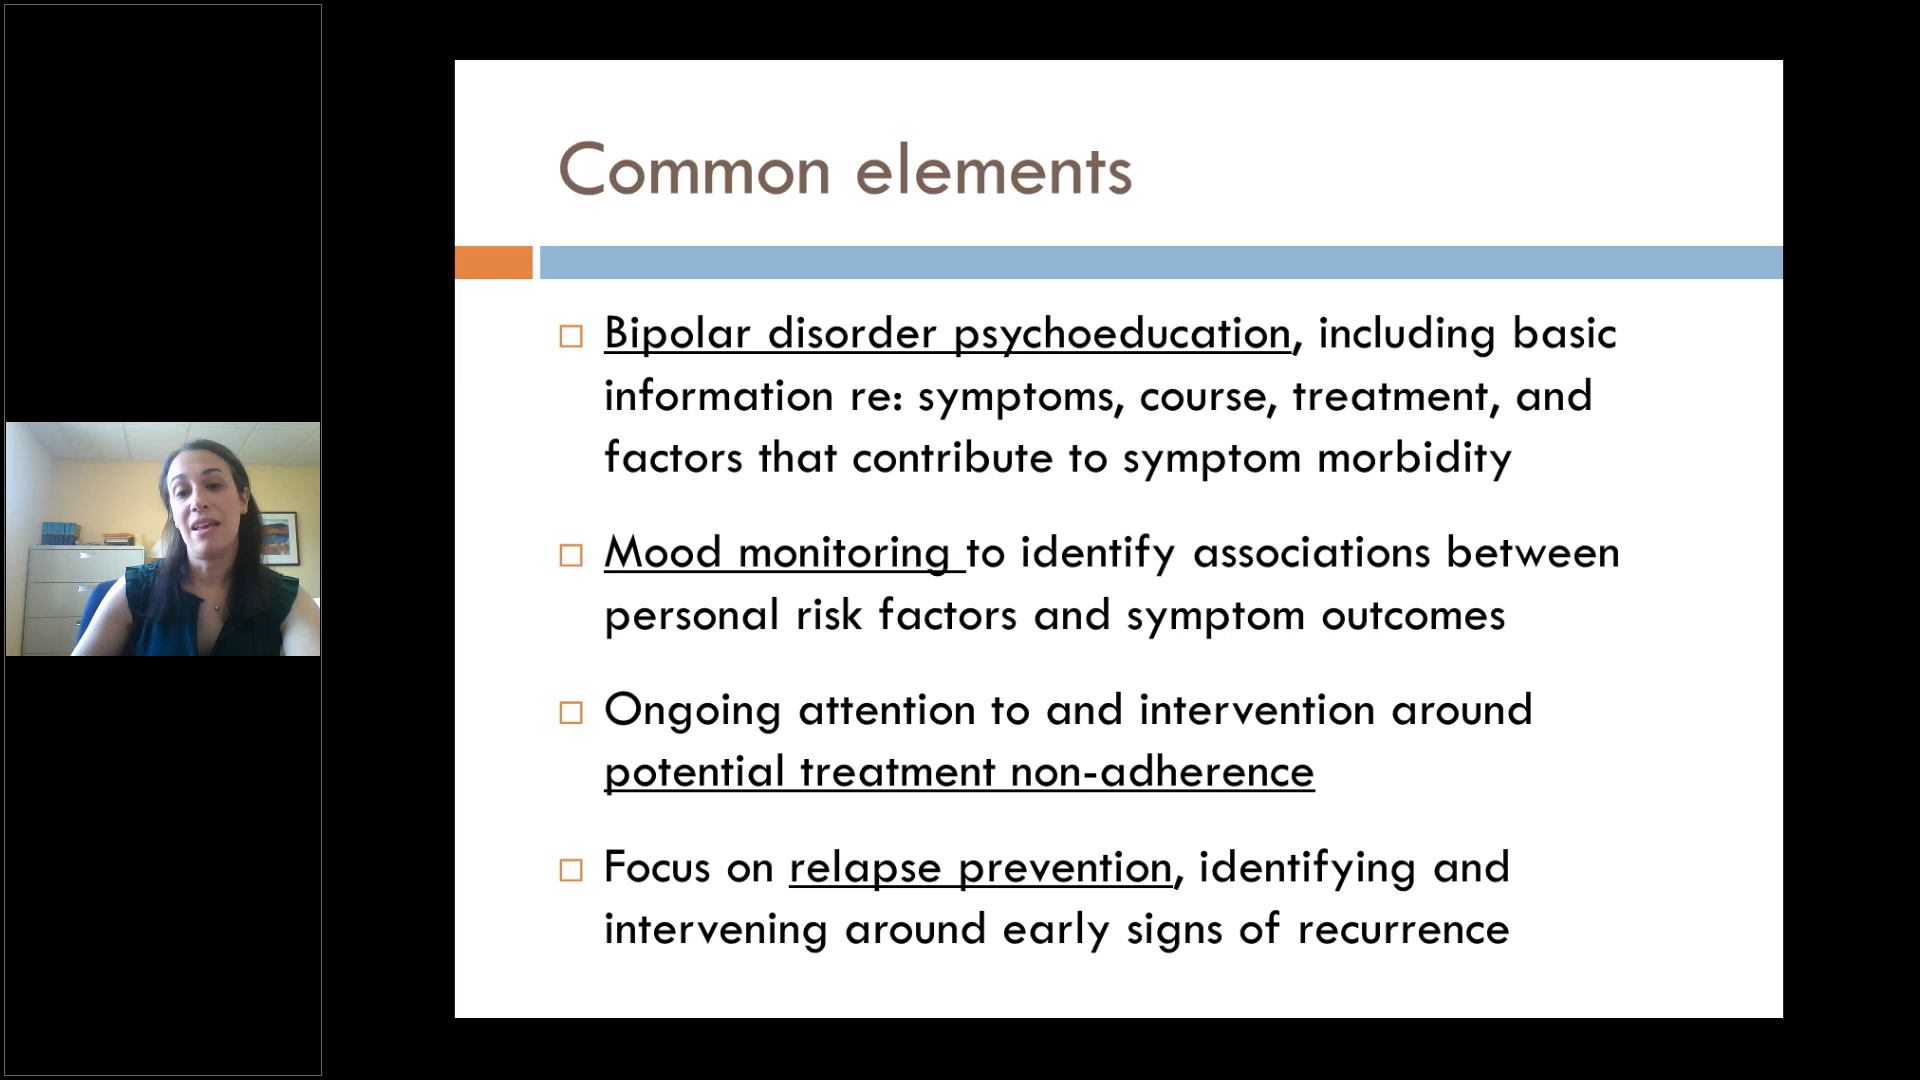 Common elements
Bipolar disorder psychoeducation, including basic
information re: symptoms, course, treatment, and
factors that contribute to symptom morbidity
Mood monitoring to identify associations between
personal risk factors and symptom outcomes
Ongoing attention to and intervention around
potential treatment non-adherence
Focus on relapse prevention, identifying and
intervening around early signs of recurrence